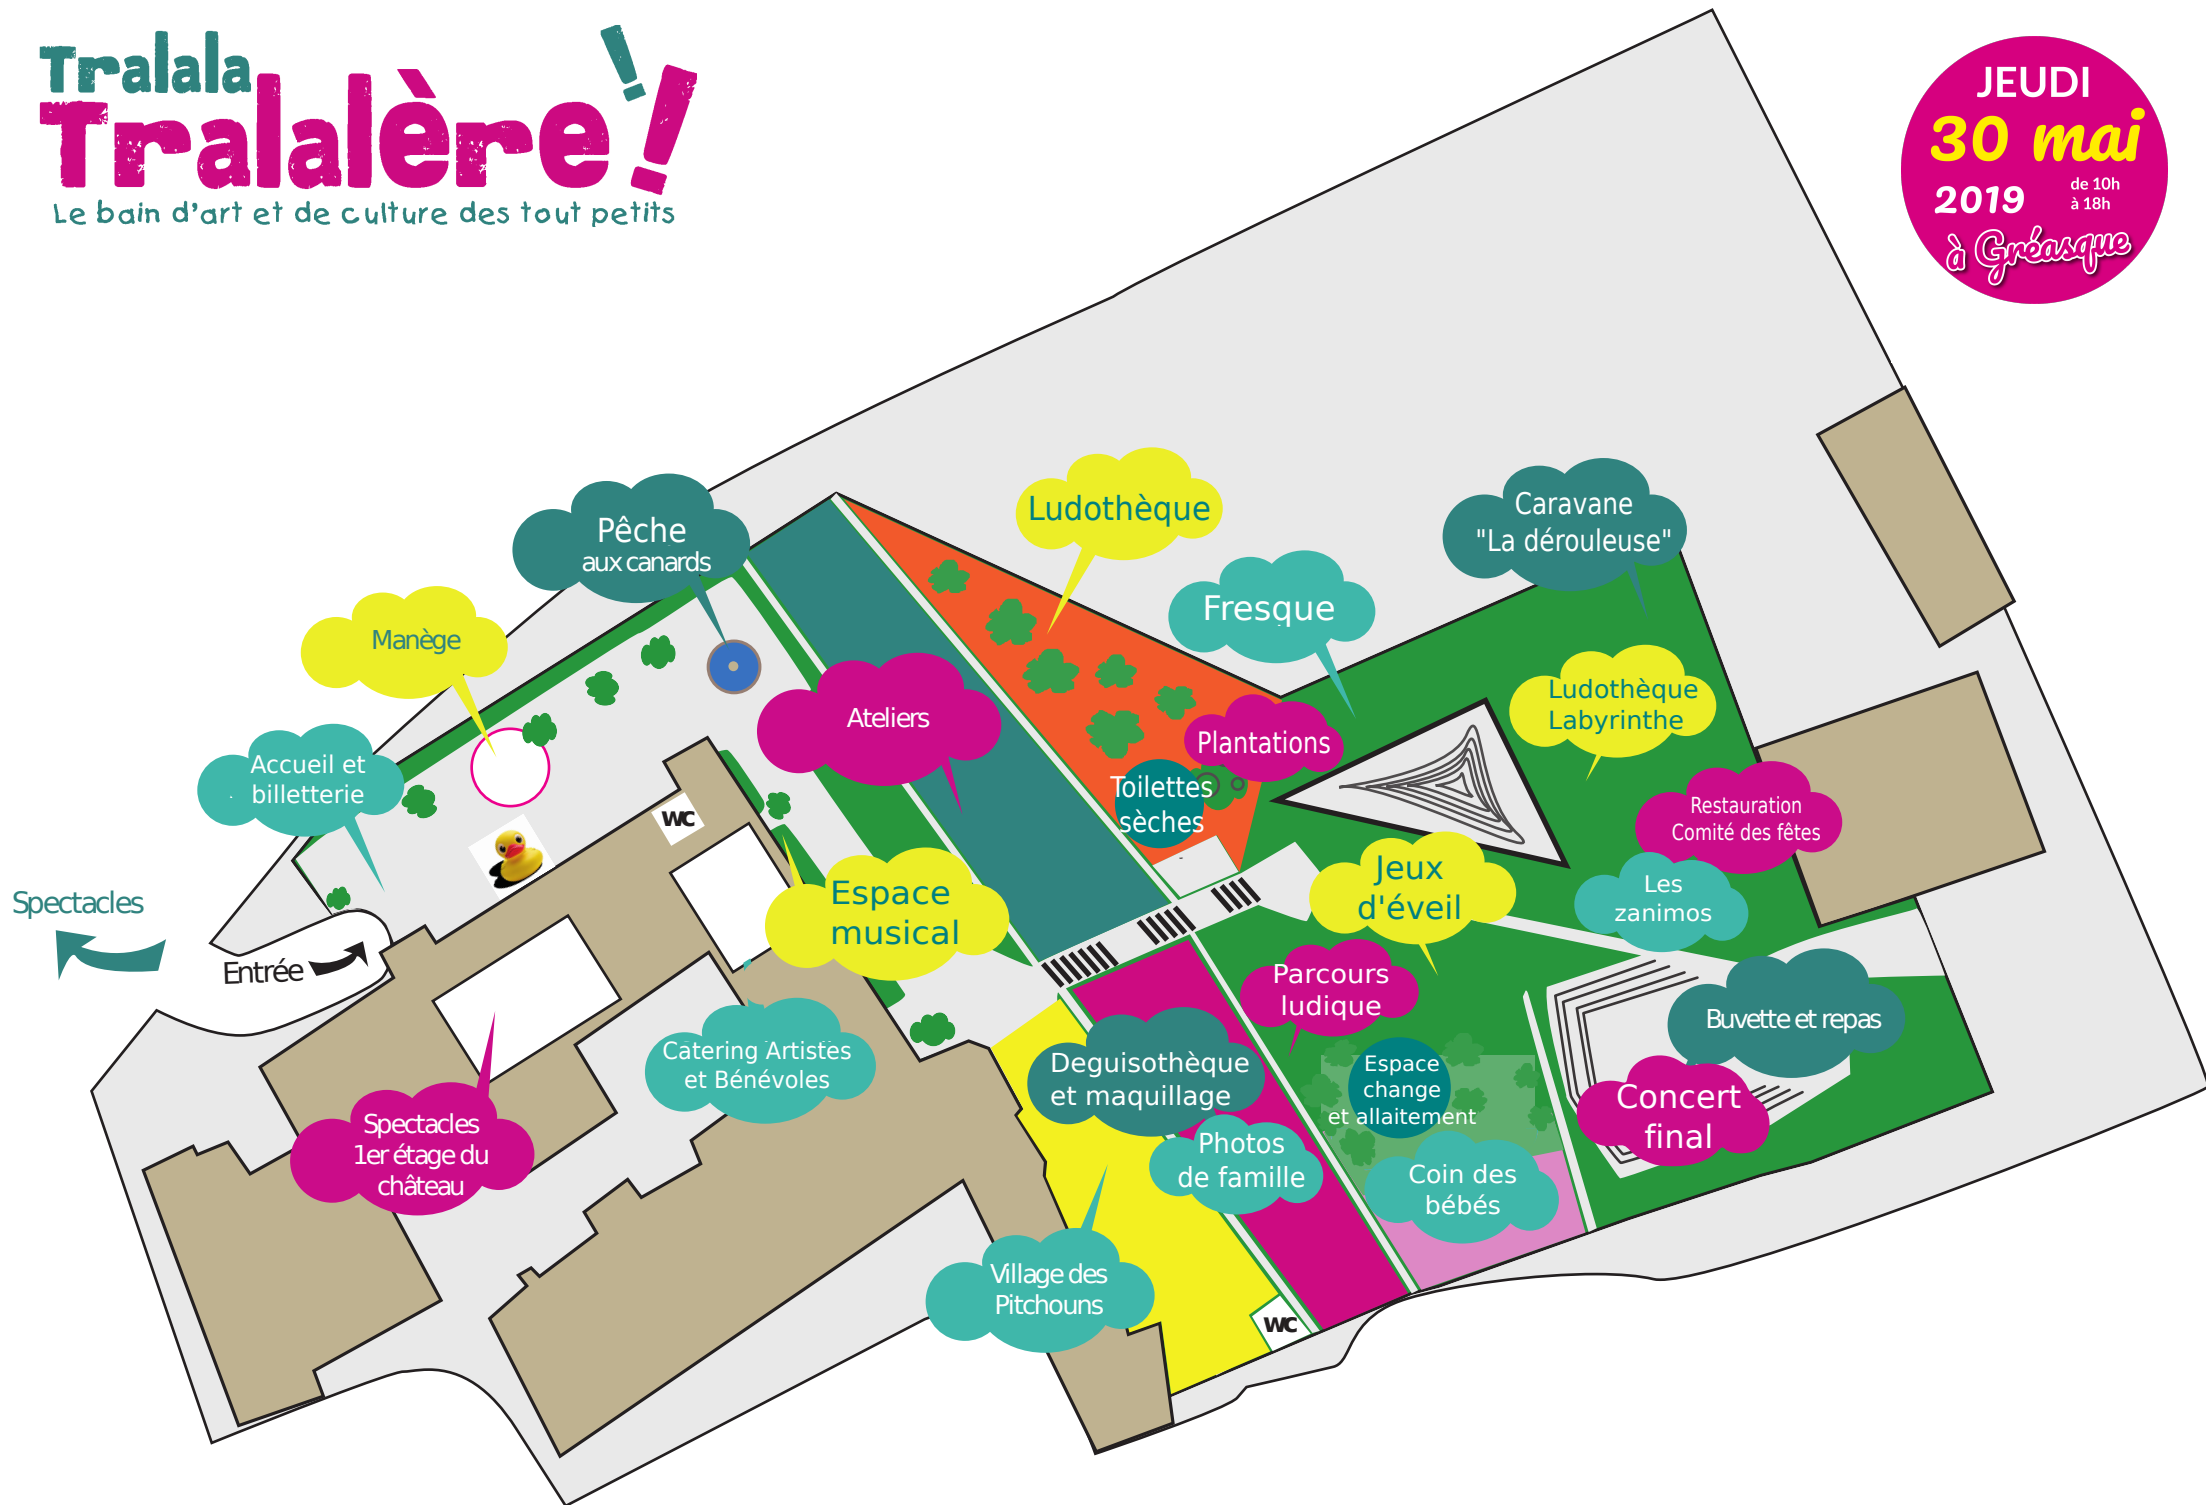 Tralala
Tralalère !!
Le bain d'art et de culture des tout petits
JEUDI
30 mai
2019
de 10h
à 18h
à Gréasque
Ludothèque
Caravane
"La dérouleuse"
Pêche
aux canards
Fresque
Manège
Ludothèque
Labyrinthe
Ateliers
Plantations
Accueil et
billetterie
Toilettes
sèches
Restauration
Comité des fêtes
WC
Jeux
d'éveil
Les
zanimos
Espace
musical
Spectacles
Entrée
Parcours
ludique
Buvette et repas
Catering Artistes
et Bénévoles
Deguisothèque
et maquillage
Espace
change
et allaitement
Concert
final
Spectacles
1er étage du
château
Photos
de famille
Coin des
bébés
Village des
Pitchouns
WC